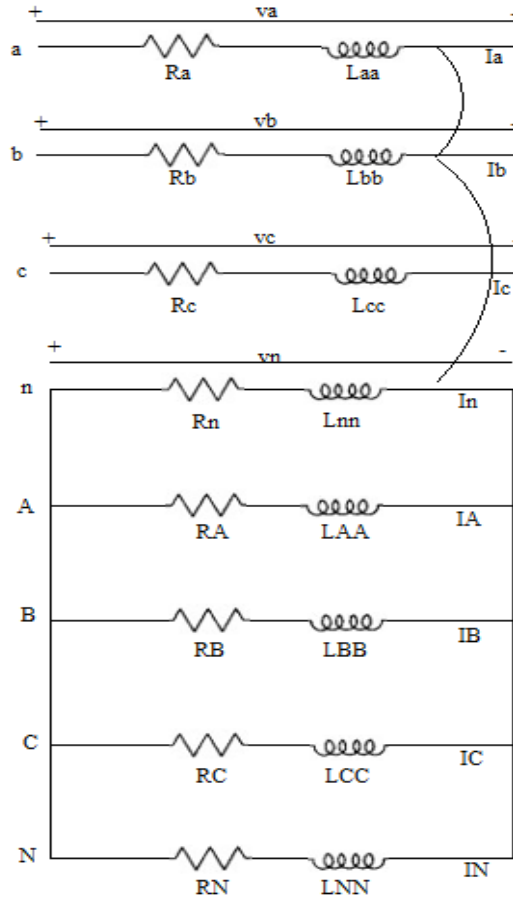 + va -
a Ra Laa Ia
+ vb -
b Rb Lbb Ib
+ vc
c Rc Lcc Ic
+ vn -
n Rn Lnn In
A RA LAA IA
B RB LBB IB
C RC LCC IC
N RN LNN IN